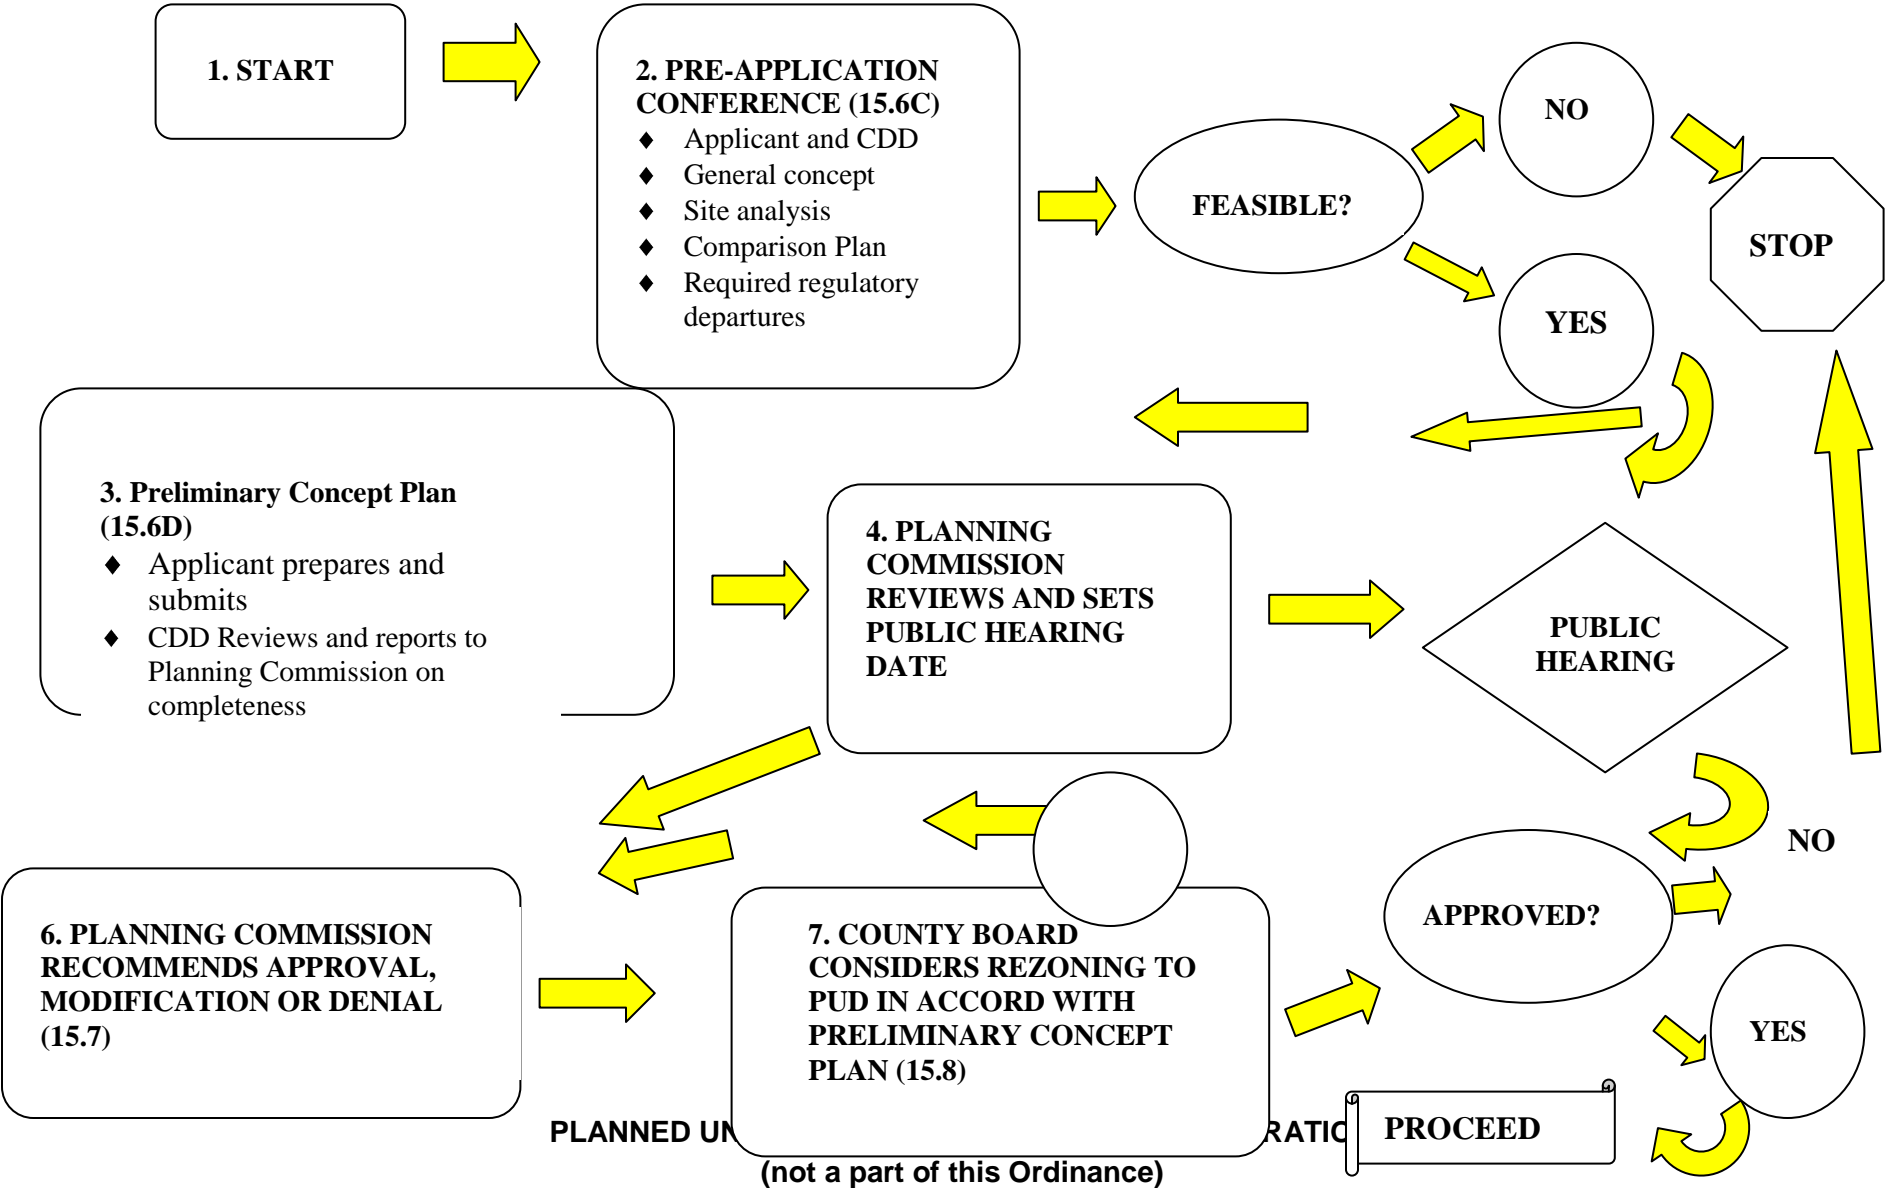 1. START
2. PRE-APPLICATION
CONFERENCE (15.6C)
♦ Applicant and CDD
♦ General concept
♦ Site analysis
♦ Comparison Plan
♦ Required regulatory
departures
FEASIBLE?
NO
STOP
YES
3. Preliminary Concept Plan
(15.6D)
♦ Applicant prepares and
submits
♦ CDD Reviews and reports to
Planning Commission on
completeness
4. PLANNING
COMMISSION
REVIEWS AND SETS
PUBLIC HEARING
DATE
PUBLIC
HEARING
6. PLANNING COMMISSION
RECOMMENDS APPROVAL,
MODIFICATION OR DENIAL
(15.7)
7. COUNTY BOARD
CONSIDERS REZONING TO
PUD IN ACCORD WITH
PRELIMINARY CONCEPT
PLAN (15.8)
APPROVED?
NO
YES
PROCEED
PLANNED
(not a part of this Ordinance)